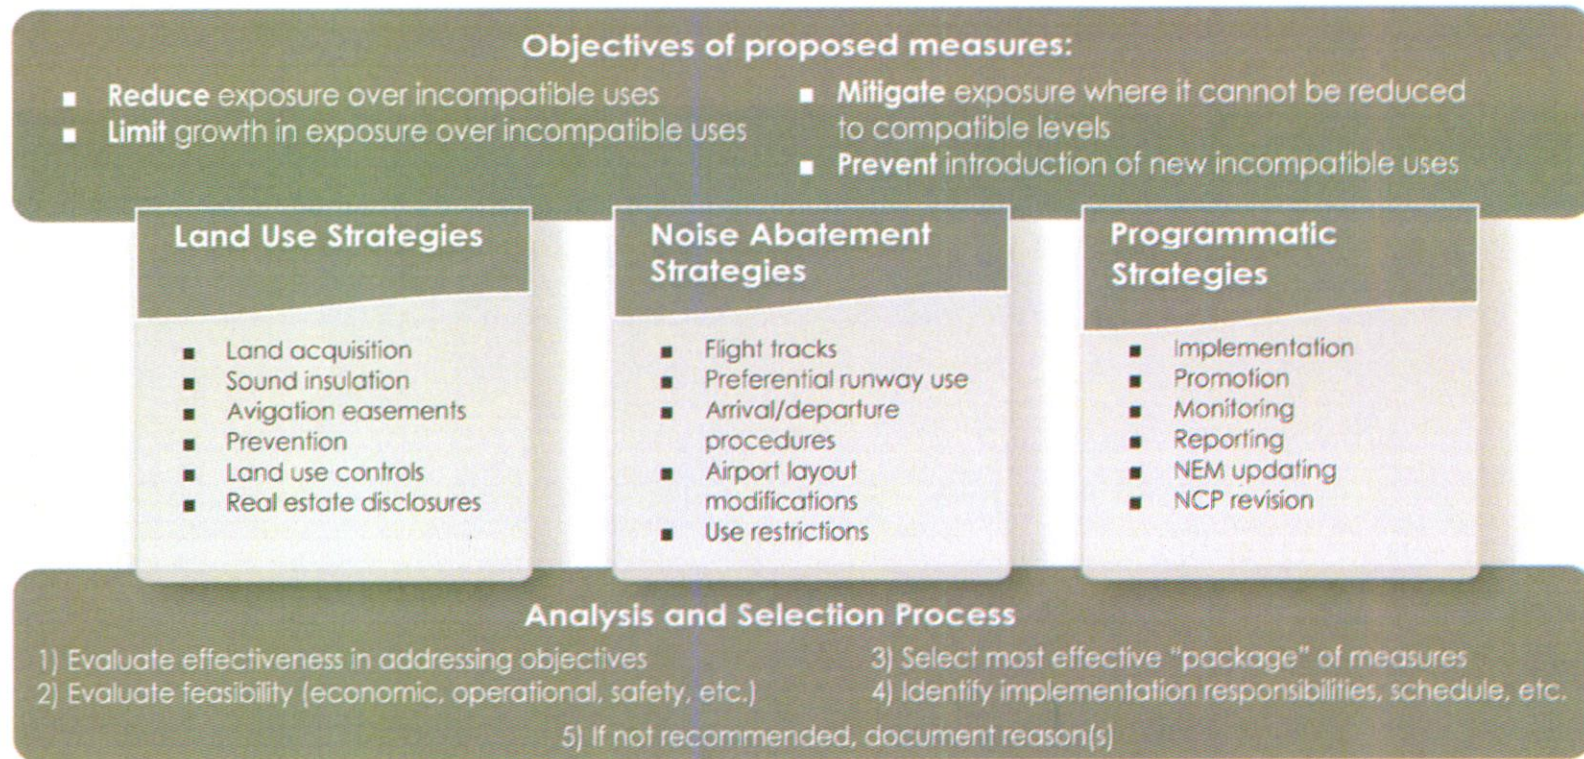 Objectives of proposed measures:
■ Reduce exposure over incompatible uses
■ Limit growth in exposure over incompatible uses
■ Mitigate exposure where it cannot be reduced
to compatible levels
■ Prevent introduction of new incompatible uses
Land Use Strategies
■ Land acquisition
■ Sound insulation
■ Avigation easements
■ Prevention
■ Land use controls
■ Real estate disclosures
Noise Abatement
Strategies
■ Flight tracks
■ Preferential runway use
■ Arrival/departure
procedures
■ Airport layout
modifications
■ Use restrictions
Programmatic
Strategies
■ Implementation
■ Promotion
■ Monitoring
■ Reporting
■ NEM updating
■ NCP revision
Analysis and Selection Process
1) Evaluate effectiveness in addressing objectives
2) Evaluate feasibility (economic, operational, safety, etc.)
3) Select most effective “package” of measures
4) Identify implementation responsibilities, schedule, etc.
5) If not recommended, document reason(s)